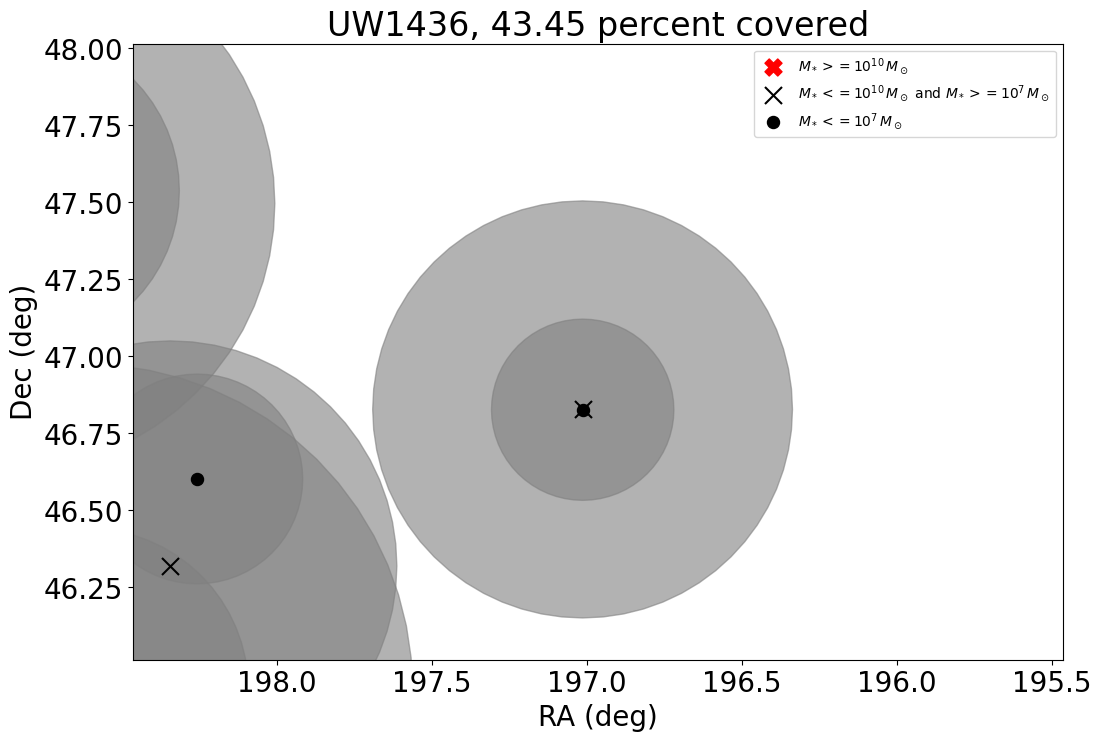 UW1436, 43.45 percent covered
M* >= 10^10 M⊙
M* <= 10^10 M⊙ and M* >= 10^7 M⊙
M* <= 10^7 M⊙
48.00
47.75
47.50
47.25
47.00
46.75
46.50
46.25
Dec (deg)
198.0 197.5 197.0 196.5 196.0 195.5
RA (deg)